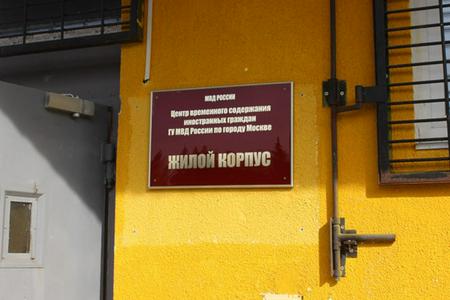 МВД РОССИИ
Центр временного содержания
иностранных граждан
ГУ МВД России по городу Москве
ЖИЛОЙ КОРПУС